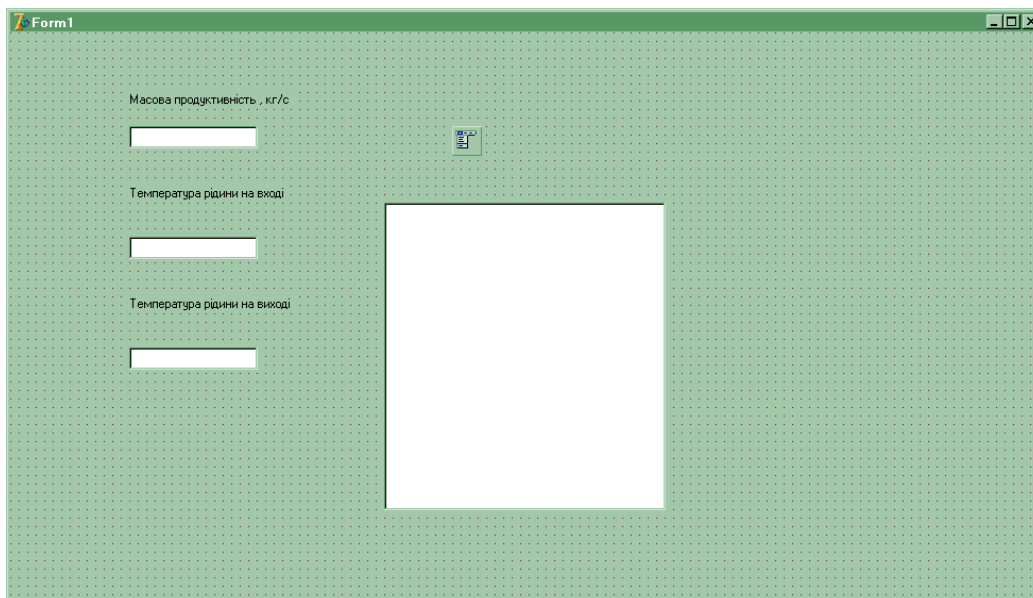 Form1
Масова продуктивність , кг/с
Температура рідини на вході
Температура рідини на виході